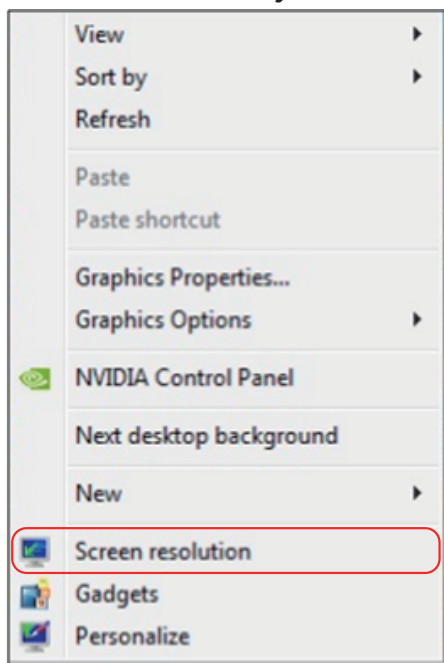 View
Sort by
Refresh
Paste
Paste shortcut
Graphics Properties...
Graphics Options
NVIDIA Control Panel
Next desktop background
New
Screen resolution
Gadgets
Personalize